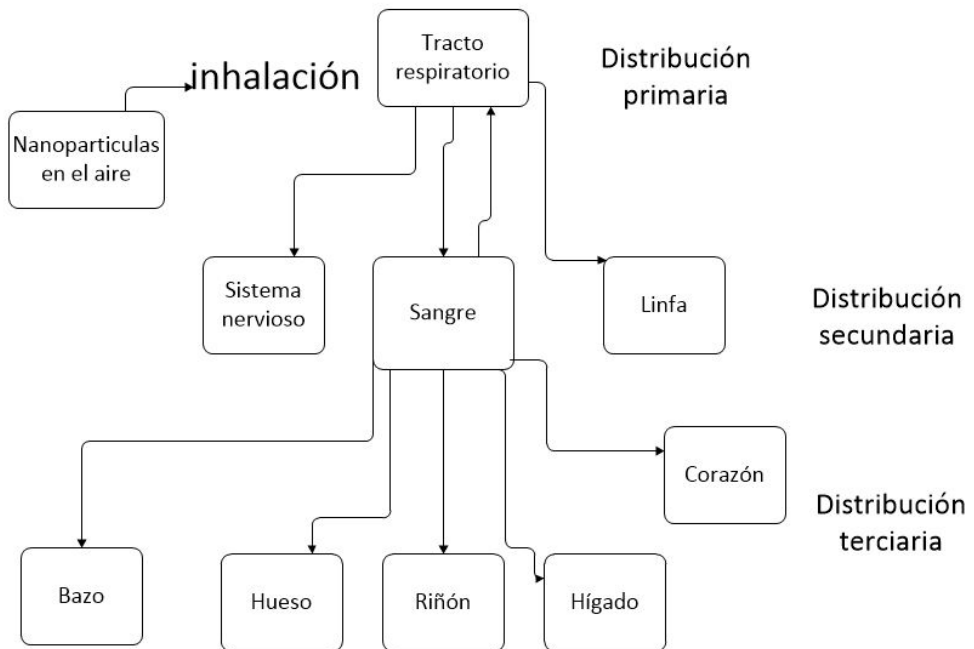 Tracto
respiratorio
Distribución
primaria
inhalación
Nanoparticulas
en el aire
Sistema
nervioso
Sangre
Linfa
Distribución
secundaria
Corazón
Distribución
terciaria
Bazo
Hueso
Riñón
Hígado